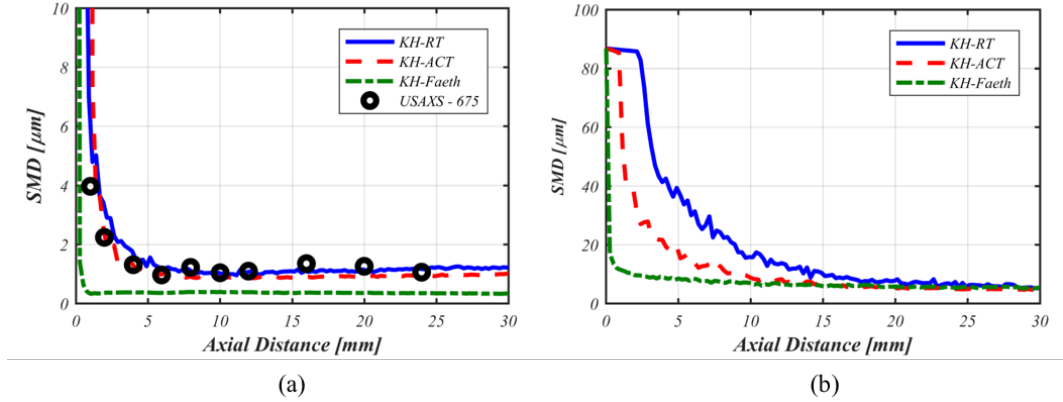 10
8
6
4
2
0
SMD [μm]
0 5 10 15 20 25 30
Axial Distance [mm]
KH-RT
KH-ACT
KH-Faeth
USAXS - 675
(a)
100
80
60
40
20
0
SMD [μm]
0 5 10 15 20 25 30
Axial Distance [mm]
KH-RT
KH-ACT
KH-Faeth
(b)